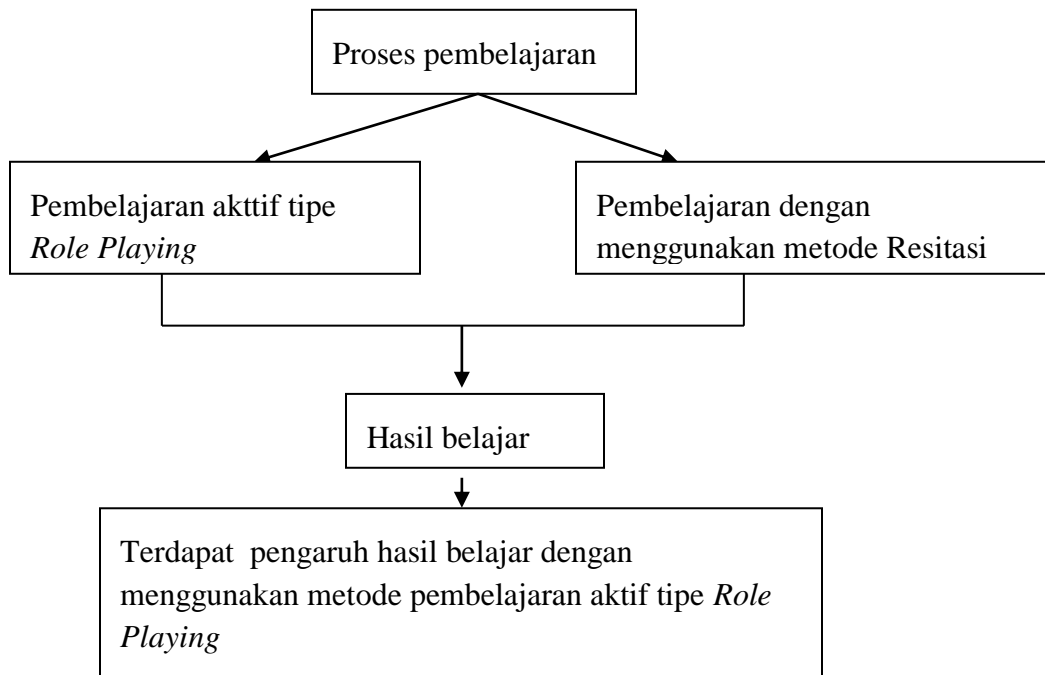 Proses pembelajaran
Pembelajaran akttif tipe
Role Playing
Pembelajaran dengan
menggunakan metode Resitasi
Hasil belajar
Terdapat  pengaruh hasil belajar dengan
menggunakan metode pembelajaran aktif tipe Role
Playing